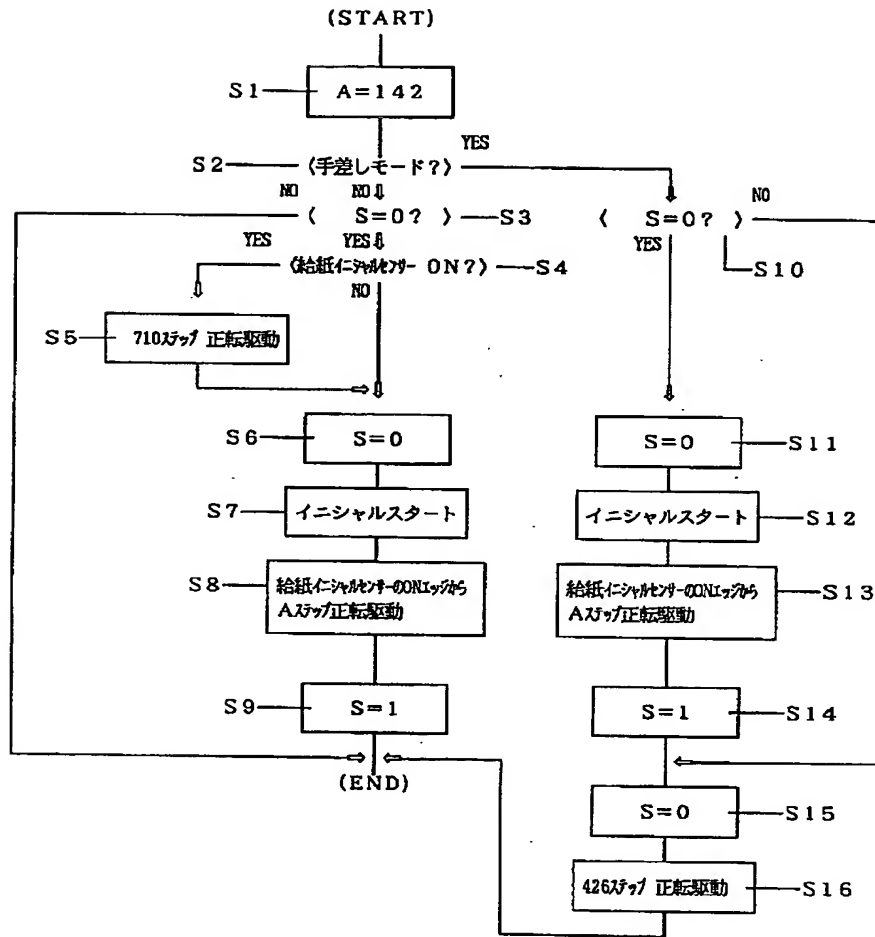 (START)
S1 A=142
YES
S2 〈手差しモード?〉
NO NO NO
〈 S=0? 〉 S3 〈 S=0? 〉
YES YES YES
〈給紙イニシャルセンサー ON?〉 S4 S10
NO
S5 710ステップ 正転駆動
S6 S=0 S=0 S11
S7 イニシャルスタート イニシャルスタート S12
S8 給紙イニシャルセンサーのONエッジから 給紙イニシャルセンサーのONエッジから S13
Aステップ正転駆動 Aステップ正転駆動
S9 S=1 S=1 S14
(END)
S=0 S15
426ステップ 正転駆動 S16